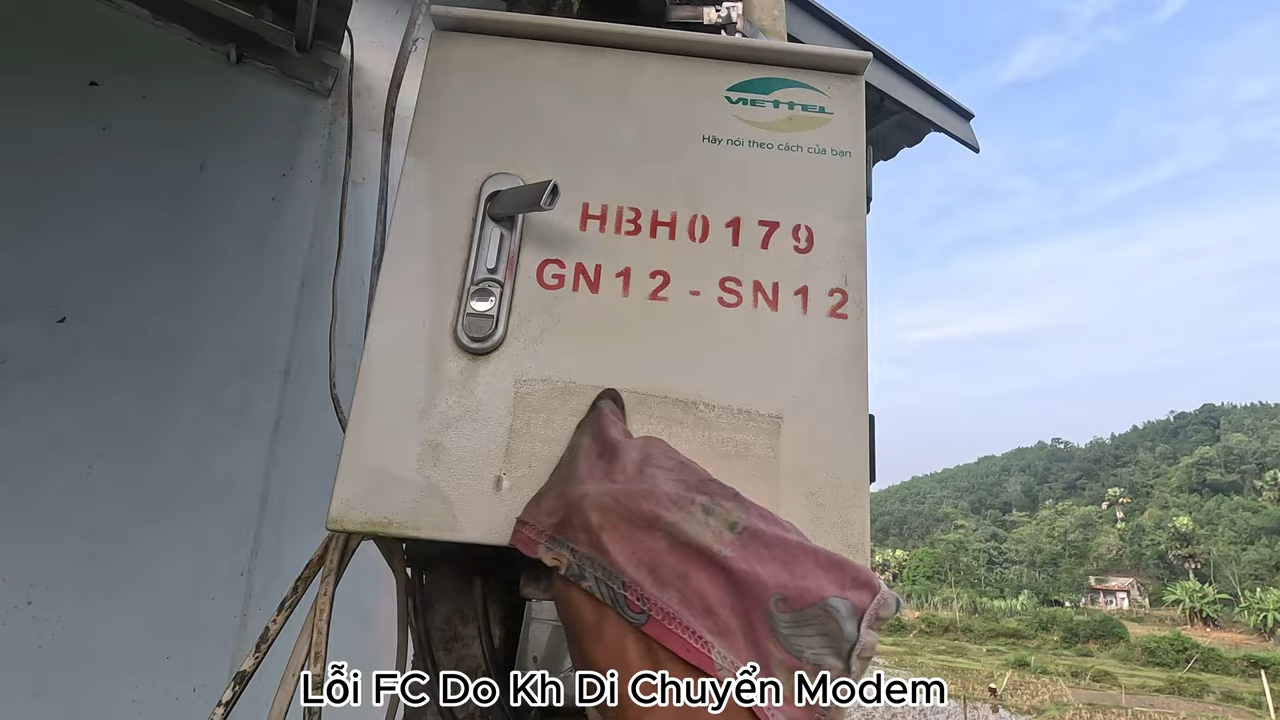 VIETTEL
Hãy nói theo cách của bạn
HBH0179
GN12 - SN12
Lỗi FC Do Kh Di Chuyển Modem